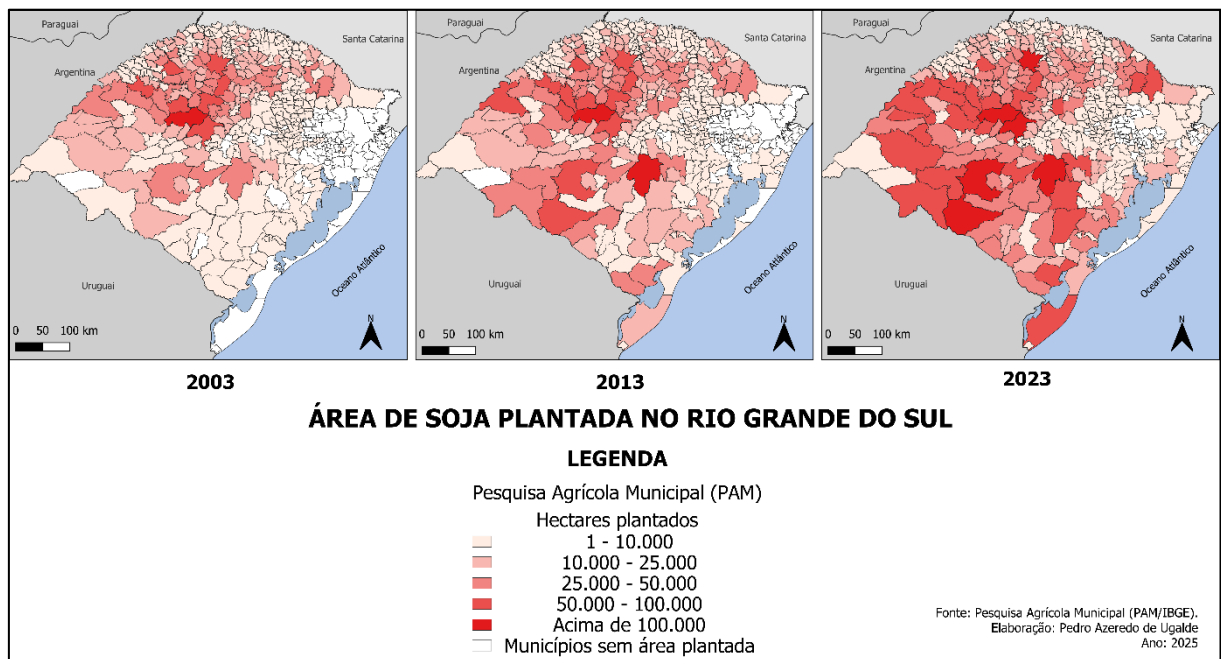 Paraguai
Santa Catarina
Argentina
Uruguai
Oceano Atlântico
N
0 50 100 km
2003
Paraguai
Santa Catarina
Argentina
Uruguai
Oceano Atlântico
N
0 50 100 km
2013
Paraguai
Santa Catarina
Argentina
Uruguai
Oceano Atlântico
N
0 50 100 km
2023
ÁREA DE SOJA PLANTADA NO RIO GRANDE DO SUL
LEGENDA
Pesquisa Agrícola Municipal (PAM)
Hectares plantados
1 - 10.000
10.000 - 25.000
25.000 - 50.000
50.000 - 100.000
Acima de 100.000
Municípios sem área plantada
Fonte: Pesquisa Agrícola Municipal (PAM/IBGE).
Elaboração: Pedro Azeredo de Ugalde
Ano: 2025